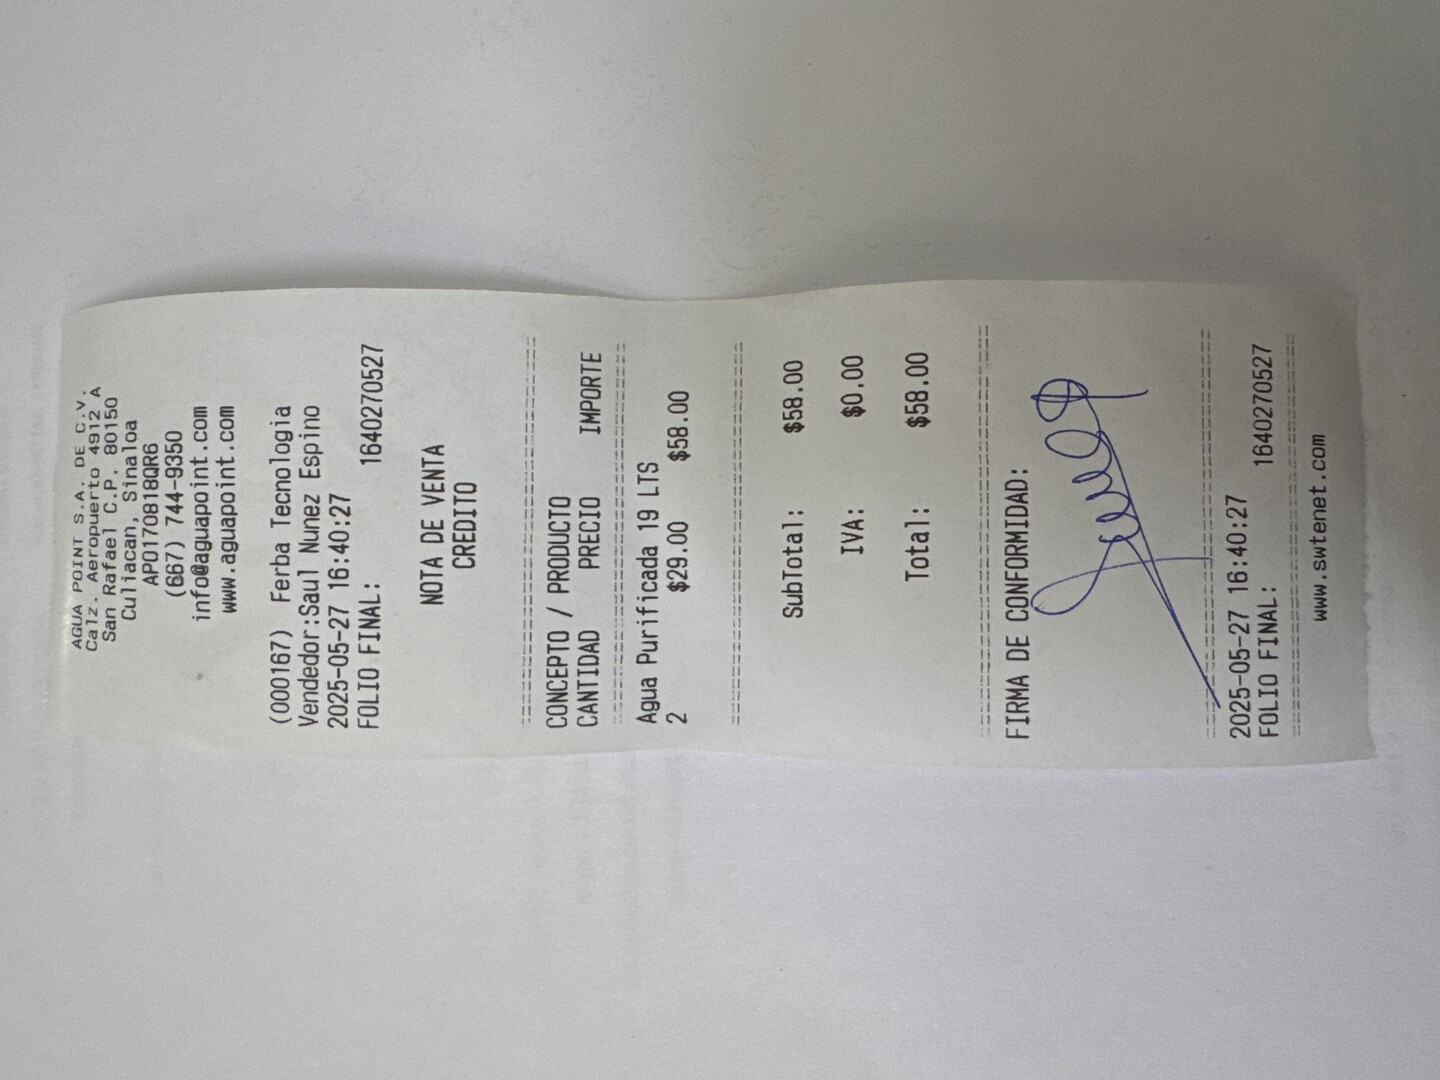 AGUA POINT S.A. DE C.V.
Calz. Aeropuerto 4912 A
San Rafael C.P. 80150
Culiacan, Sinaloa
APO170818QR6
(667) 744-9350
info@aguapoint.com
www.aguapoint.com
(000167) Ferba Tecnologia
Vendedor:Saul Nunez Espino
2025-05-27 16:40:27
FOLIO FINAL: 1640270527
NOTA DE VENTA
CREDITO
CONCEPTO / PRODUCTO
CANTIDAD PRECIO IMPORTE
Agua Purificada 19 LTS
2 $29.00 $58.00
SubTotal: $58.00
IVA: $0.00
Total: $58.00
FIRMA DE CONFORMIDAD:
2025-05-27 16:40:27
FOLIO FINAL: 1640270527
www.swtenet.com